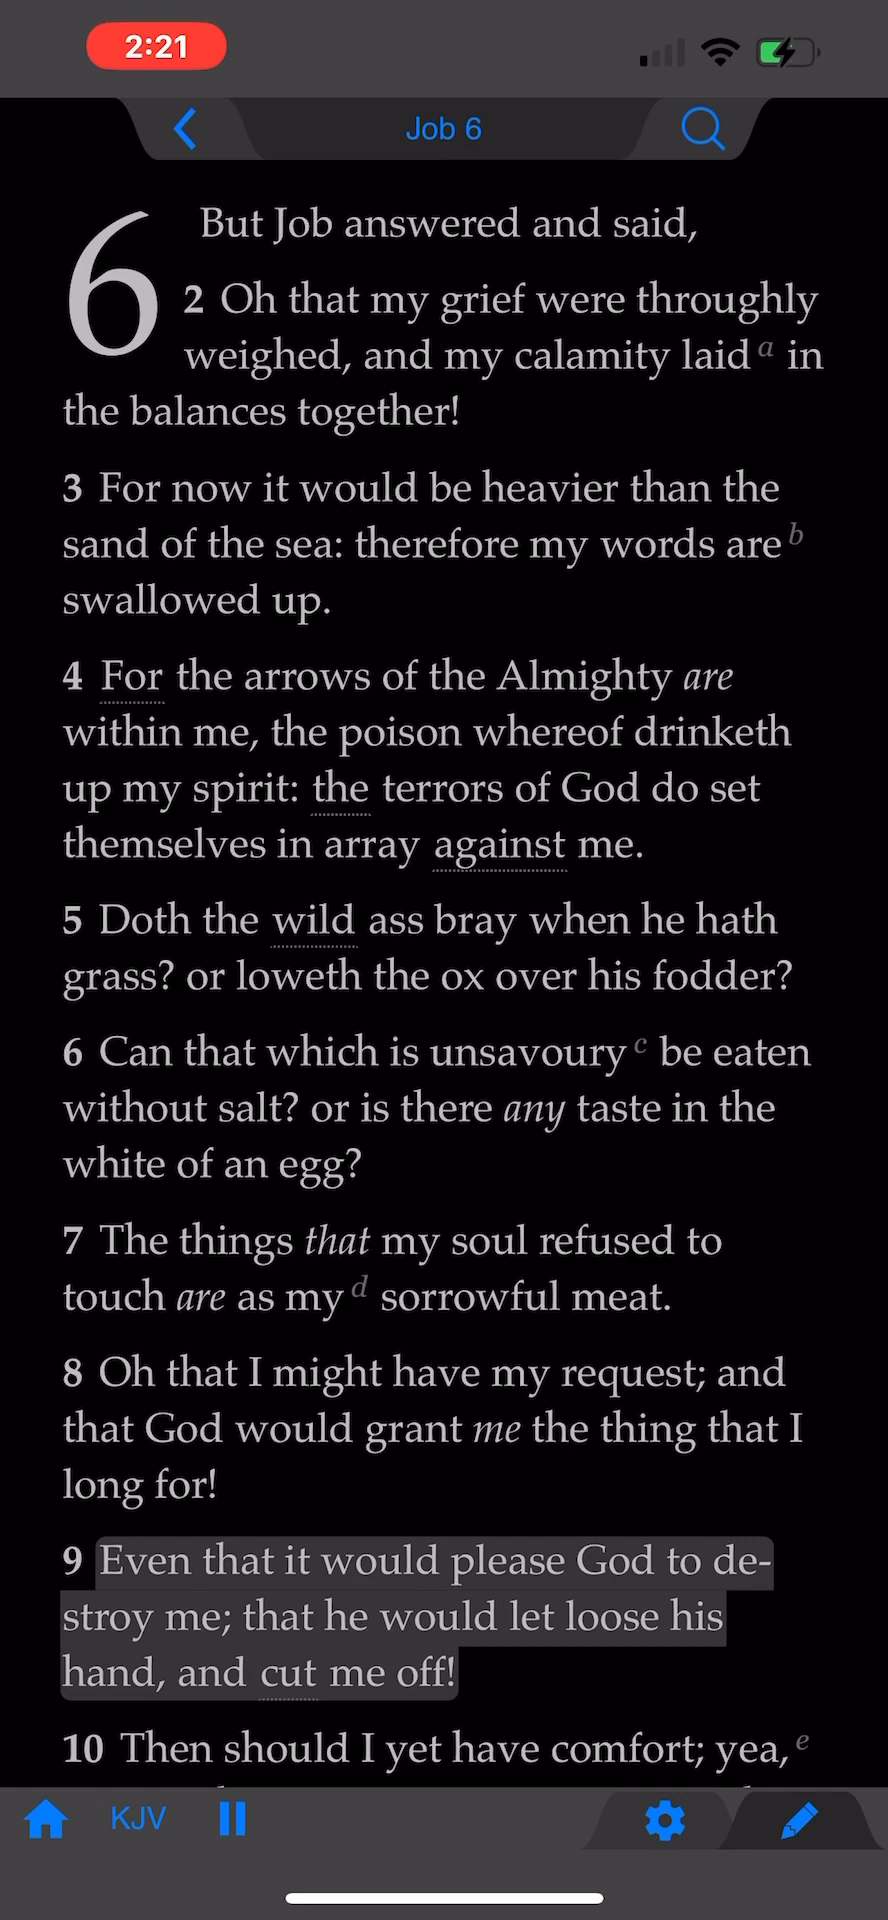 2:21
Job 6
6 But Job answered and said,
2 Oh that my grief were throughly
weighed, and my calamity laid a in
the balances together!
3 For now it would be heavier than the
sand of the sea: therefore my words are b
swallowed up.
4 For the arrows of the Almighty are
within me, the poison whereof drinketh
up my spirit: the terrors of God do set
themselves in array against me.
5 Doth the wild ass bray when he hath
grass? or loweth the ox over his fodder?
6 Can that which is unsavoury c be eaten
without salt? or is there any taste in the
white of an egg?
7 The things that my soul refused to
touch are as my d sorrowful meat.
8 Oh that I might have my request; and
that God would grant me the thing that I
long for!
9 Even that it would please God to de-
stroy me; that he would let loose his
hand, and cut me off!
10 Then should I yet have comfort; yea, e
KJV